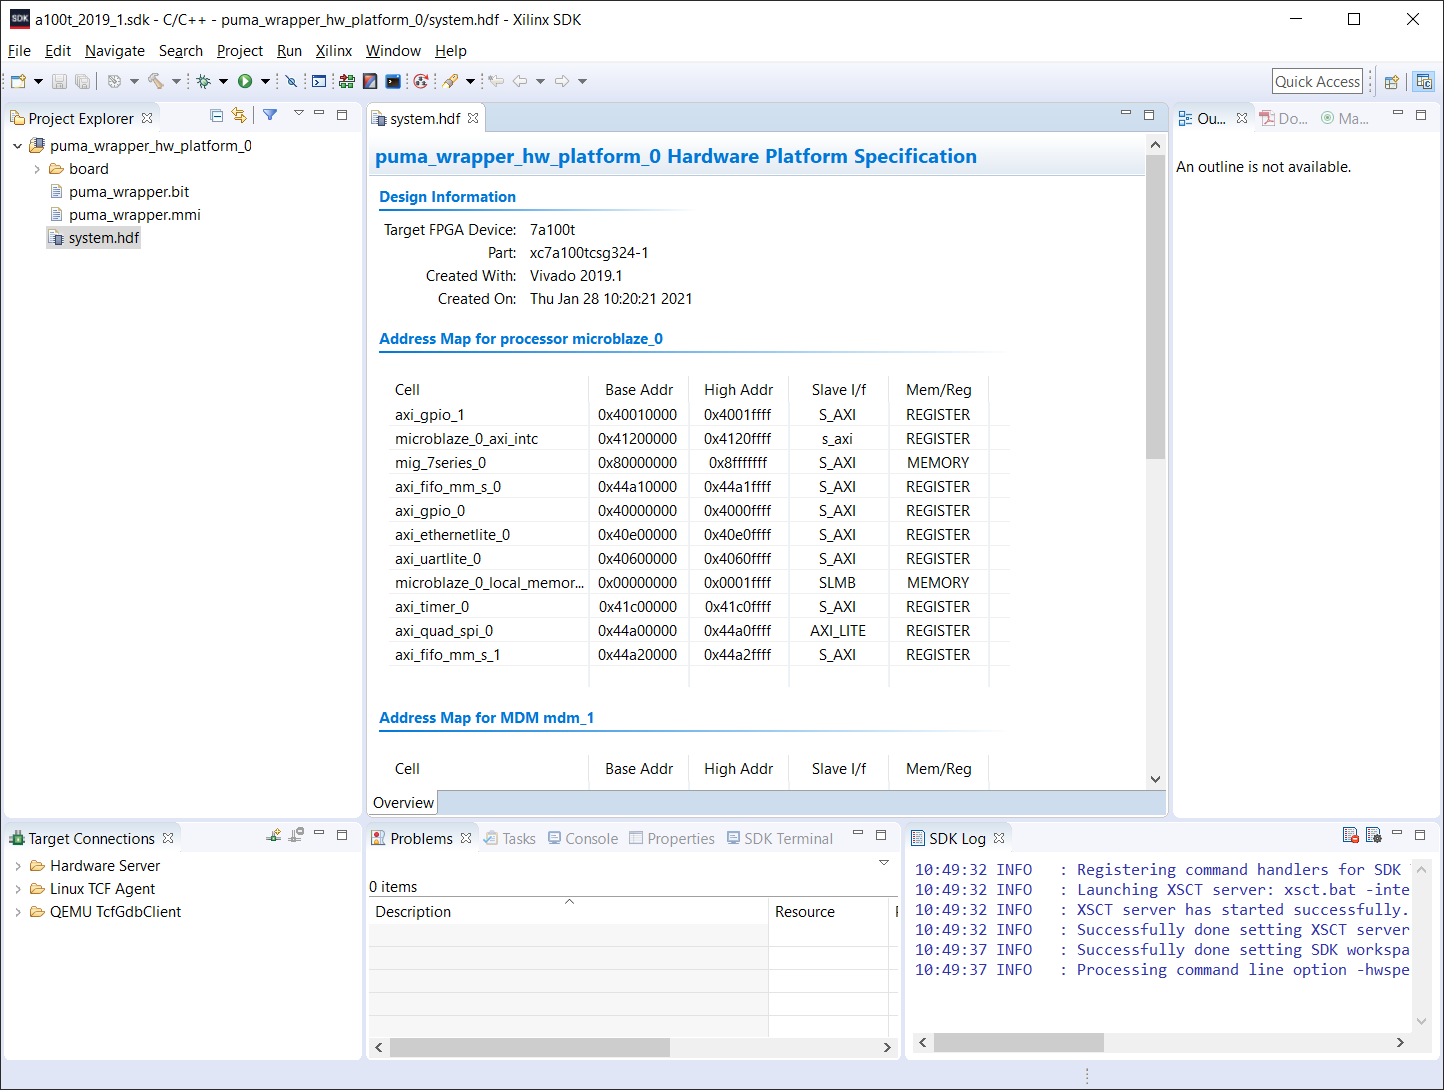 a100t_2019_1.sdk - C/C++ - puma_wrapper_hw_platform_0/system.hdf - Xilinx SDK
File Edit Navigate Search Project Run Xilinx Window Help
Quick Access
Project Explorer
puma_wrapper_hw_platform_0
board
puma_wrapper.bit
puma_wrapper.mmi
system.hdf
system.hdf
puma_wrapper_hw_platform_0 Hardware Platform Specification
Design Information
Target FPGA Device: 7a100t
Part: xc7a100tcsg324-1
Created With: Vivado 2019.1
Created On: Thu Jan 28 10:20:21 2021
Address Map for processor microblaze_0
Cell Base Addr High Addr Slave I/f Mem/Reg
axi_gpio_1 0x40010000 0x4001ffff S_AXI REGISTER
microblaze_0_axi_intc 0x41200000 0x4120ffff s_axi REGISTER
mig_7series_0 0x80000000 0x8fffffff S_AXI MEMORY
axi_fifo_mm_s_0 0x44a10000 0x44a1ffff S_AXI REGISTER
axi_gpio_0 0x40000000 0x4000ffff S_AXI REGISTER
axi_ethernetlite_0 0x40e00000 0x40e0ffff S_AXI REGISTER
axi_uartlite_0 0x40600000 0x4060ffff S_AXI REGISTER
microblaze_0_local_memor... 0x00000000 0x0001ffff SLMB MEMORY
axi_timer_0 0x41c00000 0x41c0ffff S_AXI REGISTER
axi_quad_spi_0 0x44a00000 0x44a0ffff AXI_LITE REGISTER
axi_fifo_mm_s_1 0x44a20000 0x44a2ffff S_AXI REGISTER
Address Map for MDM mdm_1
Cell Base Addr High Addr Slave I/f Mem/Reg
Overview
Ou... Do... Ma...
An outline is not available.
Target Connections
Hardware Server
Linux TCF Agent
QEMU TcfGdbClient
Problems Tasks Console Properties SDK Terminal
0 items
Description Resource
SDK Log
10:49:32 INFO : Registering command handlers for SDK
10:49:32 INFO : Launching XSCT server: xsct.bat -inte
10:49:32 INFO : XSCT server has started successfully.
10:49:32 INFO : Successfully done setting XSCT server
10:49:37 INFO : Successfully done setting SDK workspa
10:49:37 INFO : Processing command line option -hwspe